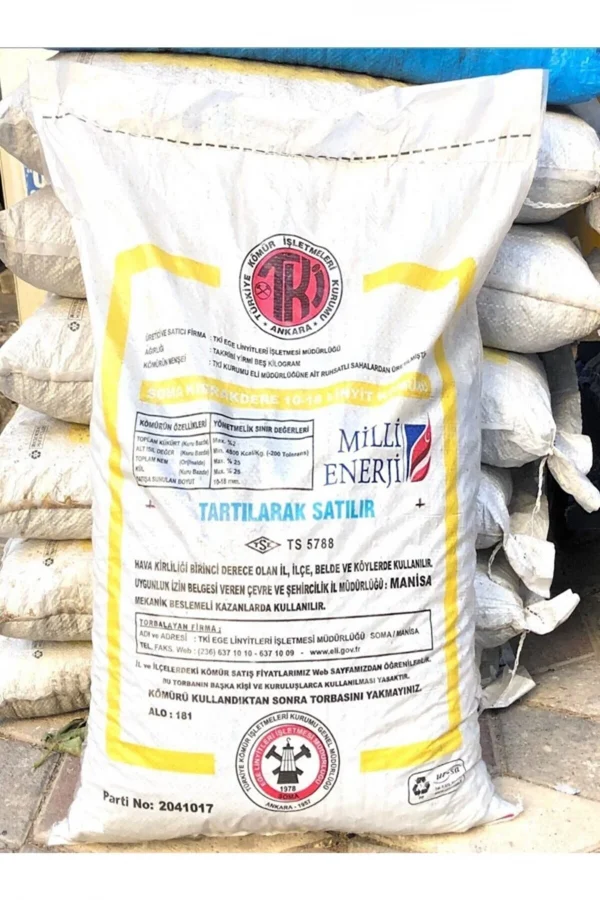 TÜRKİYE KÖMÜR İŞLETMELERİ KURUMU
TKİ
• ANKARA •
ÜRETİCİ VE SATICI FİRMA : TKİ EGE LİNYİTLERİ İŞLETMESİ MÜDÜRLÜĞÜ
AĞIRLIĞI : TAKRİBİ YİRMİ BEŞ KİLOGRAM
KÖMÜRÜN MENŞEİ : TKİ KURUMU ELİ MÜDÜRLÜĞÜNE AİT RUHSATLI SAHALARDAN
SOMA KISRAKDERE 10-18
KÖMÜRÜN ÖZELLİKLERİ YÖNETMELİK SINIR DEĞERLERİ
TOPLAM KÜKÜRT (Kuru Bazda) Max. %2
ALT ISIL DEĞER (Kuru Bazda) Min. 4800 Kcal/Kg. (-200 Tolerans)
TOPLAM NEM (Orijinalde) Max. % 25
KÜL (Kuru Bazda) Max. % 25
SATIŞA SUNULAN BOYUT 10-18 mm.
MİLLİ
ENERJİ
TARTILARAK SATILIR
TSE TS 5788
HAVA KİRLİLİĞİ BİRİNCİ DERECE OLAN İL, İLÇE, BELDE VE KÖYLERDE KULLANILIR.
UYGUNLUK İZİN BELGESİ VEREN ÇEVRE VE ŞEHİRCİLİK İL MÜDÜRLÜĞÜ : MANİSA
MEKANİK BESLEMELİ KAZANLARDA KULLANILIR.
TORBALAYAN FİRMA :
ADI ve ADRESİ : TKİ EGE LİNYİTLERİ İŞLETMESİ MÜDÜRLÜĞÜ SOMA / MANİSA
TEL, FAKS. Web : (236) 637 10 10 - 637 10 09 - www.eli.gov.tr
İL ve İLÇELERDEKİ KÖMÜR SATIŞ FİYATLARIMIZ Web SAYFAMIZDAN ÖĞRENİLEBİLİR.
BU TORBANIN BAŞKA KİŞİ VE KURULUŞLARCA KULLANILMASI YASAKTIR.
KÖMÜRÜ KULLANDIKTAN SONRA TORBASINI YAKMAYINIZ.
ALO : 181
TÜRKİYE KÖMÜR İŞLETMELERİ KURUMU GENEL MÜDÜRLÜĞÜ
EGE LİNYİTLERİ İŞLETMESİ MÜDÜRLÜĞÜ
1978
SOMA
ANKARA - 1957
Parti No: 2041017